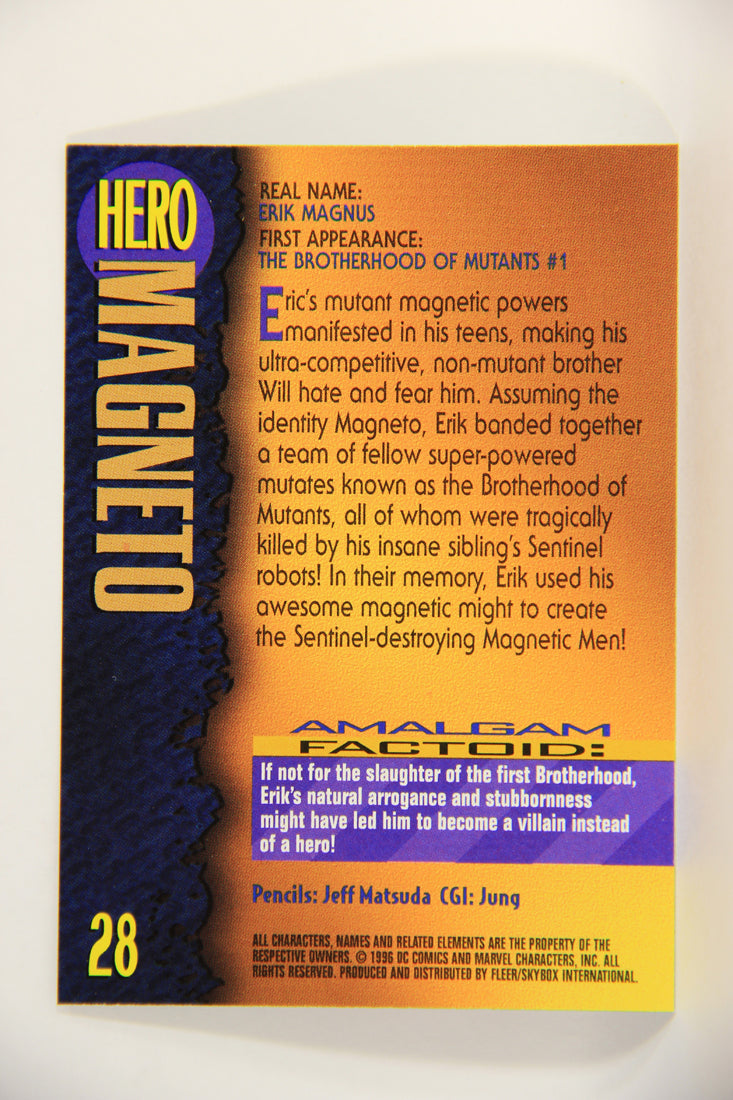 HERO
MAGNETO
REAL NAME:
ERIK MAGNUS
FIRST APPEARANCE:
THE BROTHERHOOD OF MUTANTS #1
Eric's mutant magnetic powers
manifested in his teens, making his
ultra-competitive, non-mutant brother
Will hate and fear him. Assuming the
identity Magneto, Erik banded together
a team of fellow super-powered
mutates known as the Brotherhood of
Mutants, all of whom were tragically
killed by his insane sibling's Sentinel
robots! In their memory, Erik used his
awesome magnetic might to create
the Sentinel-destroying Magnetic Men!
AMALGAM
FACTOID:
If not for the slaughter of the first Brotherhood,
Erik's natural arrogance and stubbornness
might have led him to become a villain instead
of a hero!
Pencils: Jeff Matsuda CGI: Jung
28
ALL CHARACTERS, NAMES AND RELATED ELEMENTS ARE THE PROPERTY OF THE
RESPECTIVE OWNERS. © 1996 DC COMICS AND MARVEL CHARACTERS, INC. ALL
RIGHTS RESERVED. PRODUCED AND DISTRIBUTED BY FLEER/SKYBOX INTERNATIONAL.